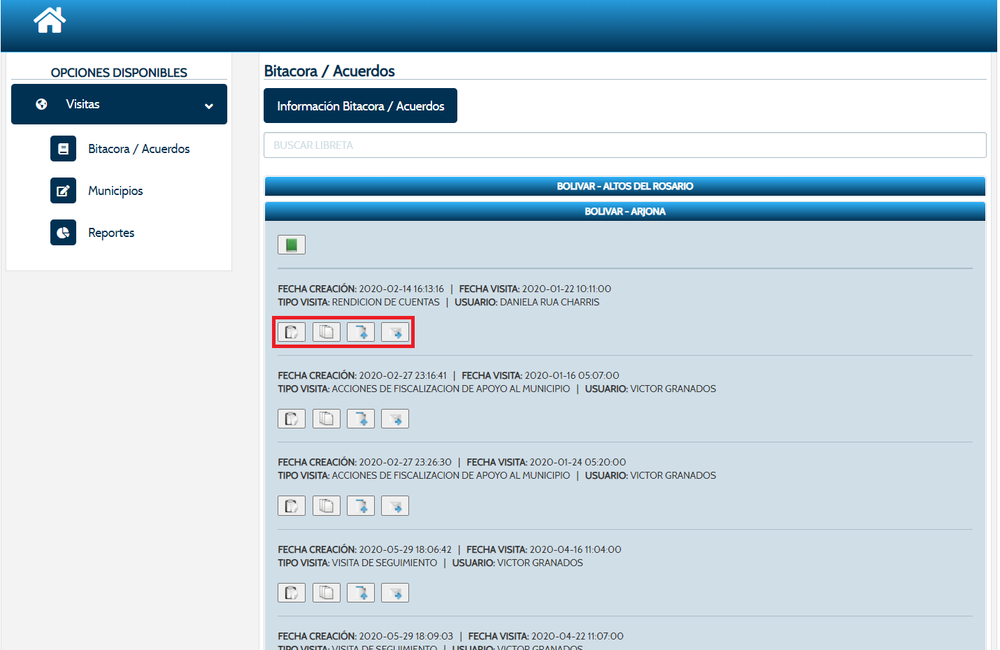 OPCIONES DISPONIBLES
Visitas
Bitacora / Acuerdos
Municipios
Reportes
Bitacora / Acuerdos
Información Bitacora / Acuerdos
BUSCAR LIBRETA
BOLIVAR - ALTOS DEL ROSARIO
BOLIVAR - ARJONA
FECHA CREACIÓN: 2020-02-14 16:13:16 | FECHA VISITA: 2020-01-22 10:11:00
TIPO VISITA: RENDICION DE CUENTAS | USUARIO: DANIELA RUA CHARRIS
FECHA CREACIÓN: 2020-02-27 23:16:41 | FECHA VISITA: 2020-01-16 05:07:00
TIPO VISITA: ACCIONES DE FISCALIZACION DE APOYO AL MUNICIPIO | USUARIO: VICTOR GRANADOS
FECHA CREACIÓN: 2020-02-27 23:26:30 | FECHA VISITA: 2020-01-24 05:20:00
TIPO VISITA: ACCIONES DE FISCALIZACION DE APOYO AL MUNICIPIO | USUARIO: VICTOR GRANADOS
FECHA CREACIÓN: 2020-05-29 18:06:42 | FECHA VISITA: 2020-04-16 11:04:00
TIPO VISITA: VISITA DE SEGUIMIENTO | USUARIO: VICTOR GRANADOS
FECHA CREACIÓN: 2020-05-29 18:09:03 | FECHA VISITA: 2020-04-22 11:07:00
TIPO VISITA: VISITA DE SEGUIMIENTO | USUARIO: VICTOR GRANADOS